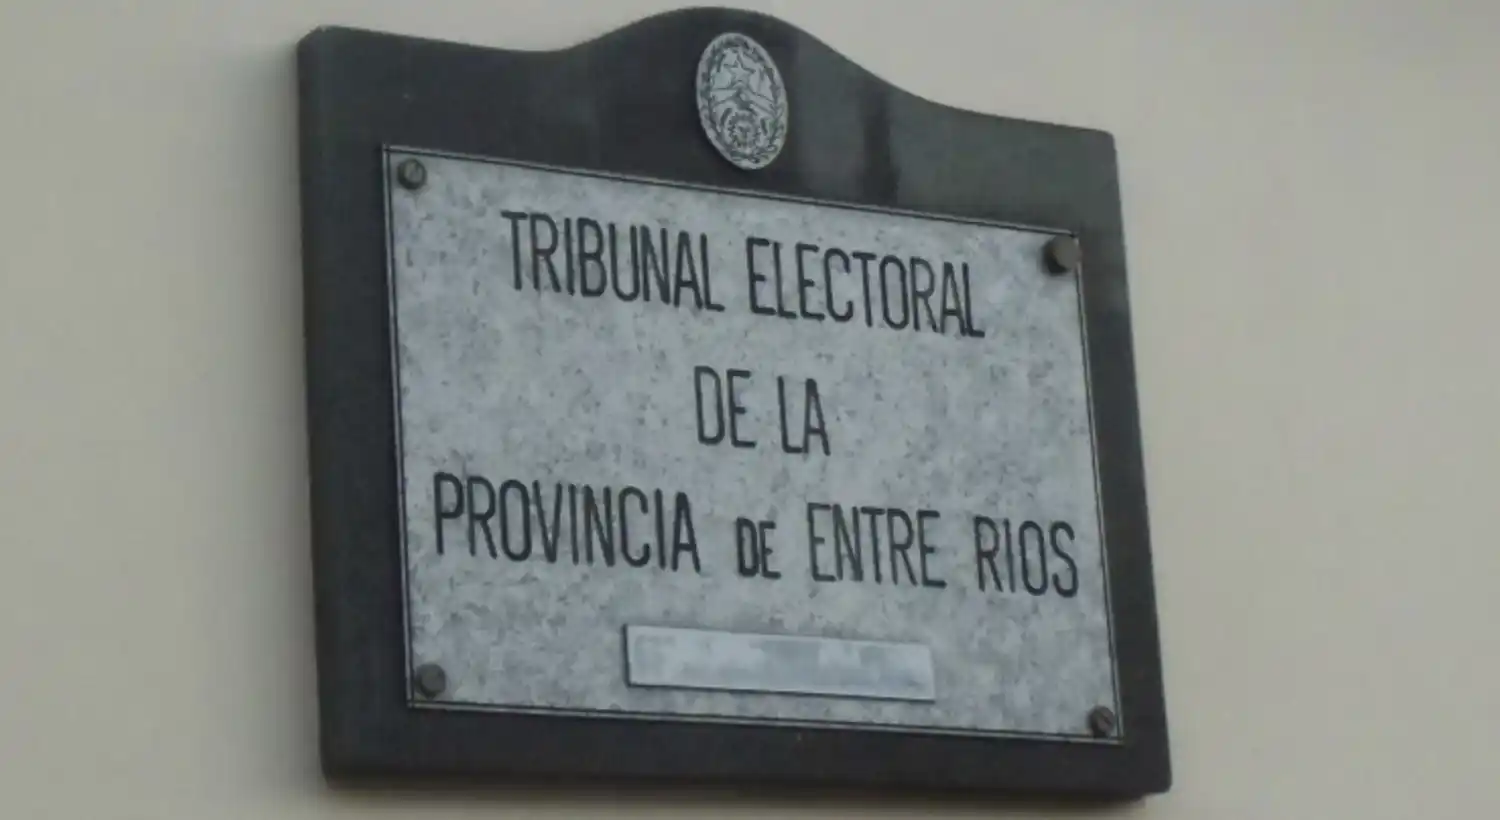 TRIBUNAL ELECTORAL
DE LA
PROVINCIA DE ENTRE RIOS